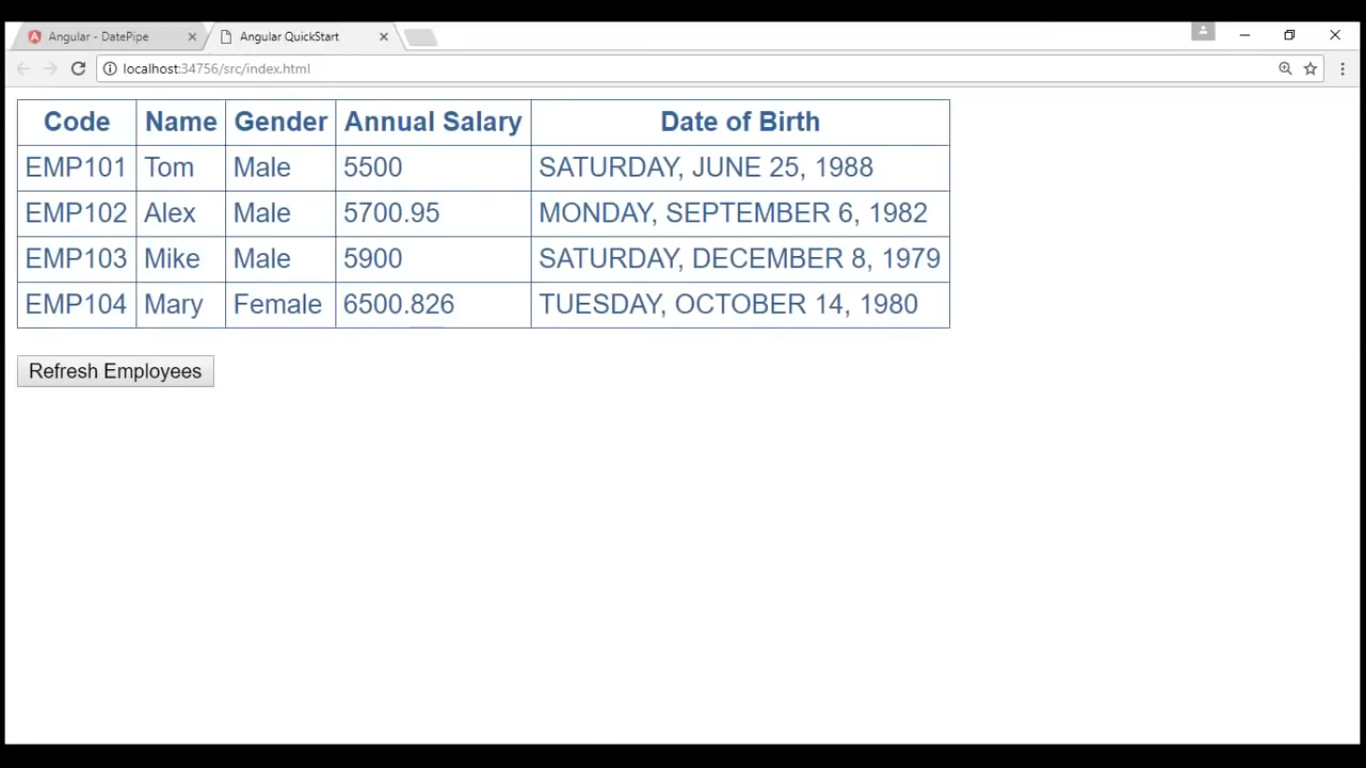 Angular - DatePipe
Angular QuickStart
localhost:34756/src/index.html
Code Name Gender Annual Salary Date of Birth
EMP101 Tom Male 5500 SATURDAY, JUNE 25, 1988
EMP102 Alex Male 5700.95 MONDAY, SEPTEMBER 6, 1982
EMP103 Mike Male 5900 SATURDAY, DECEMBER 8, 1979
EMP104 Mary Female 6500.826 TUESDAY, OCTOBER 14, 1980
Refresh Employees